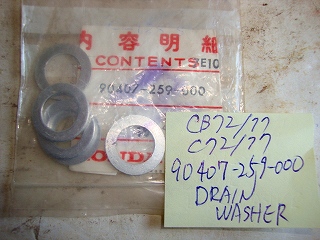 内容明細
CONTENTS
90407-259-000
CB72/77
C72/77
90407-259-000
DRAIN
WASHER